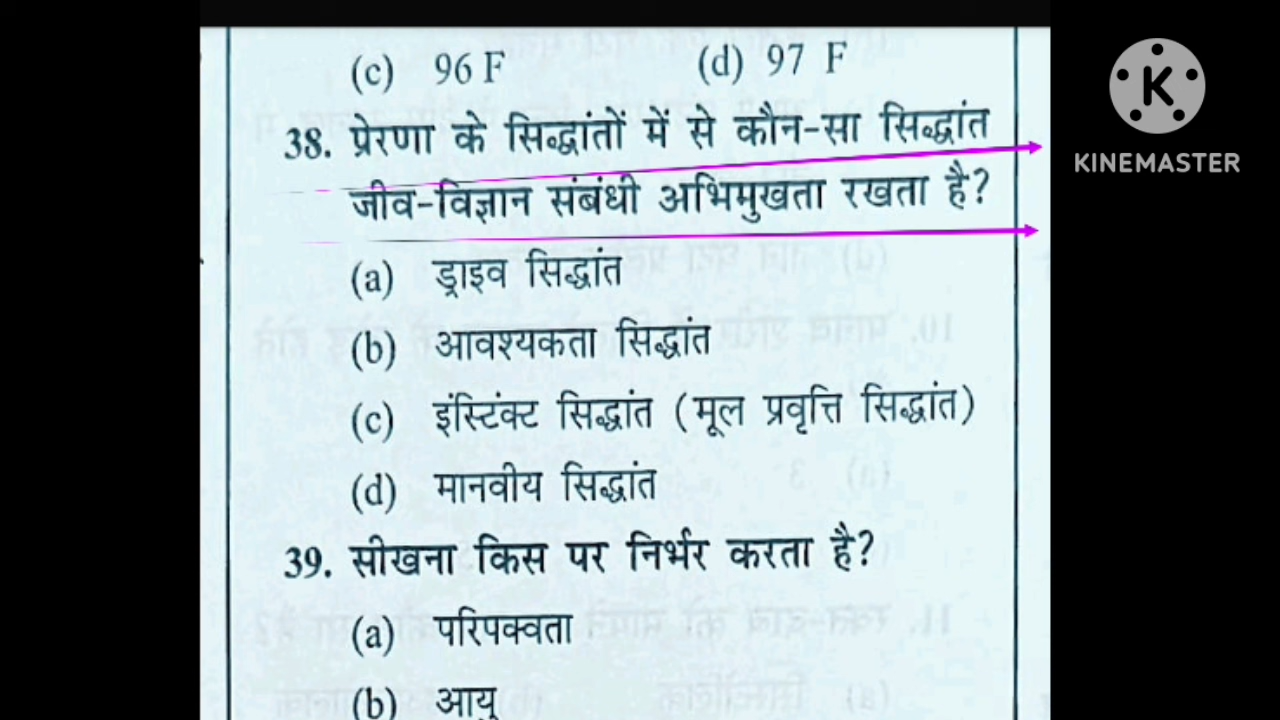 (c) 96 F (d) 97 F
38. प्रेरणा के सिद्धांतों में से कौन-सा सिद्धांत
जीव-विज्ञान संबंधी अभिमुखता रखता है?
(a) ड्राइव सिद्धांत
(b) आवश्यकता सिद्धांत
(c) इंस्टिंक्ट सिद्धांत (मूल प्रवृत्ति सिद्धांत)
(d) मानवीय सिद्धांत
39. सीखना किस पर निर्भर करता है?
(a) परिपक्वता
(b) आयु
K
KINEMASTER